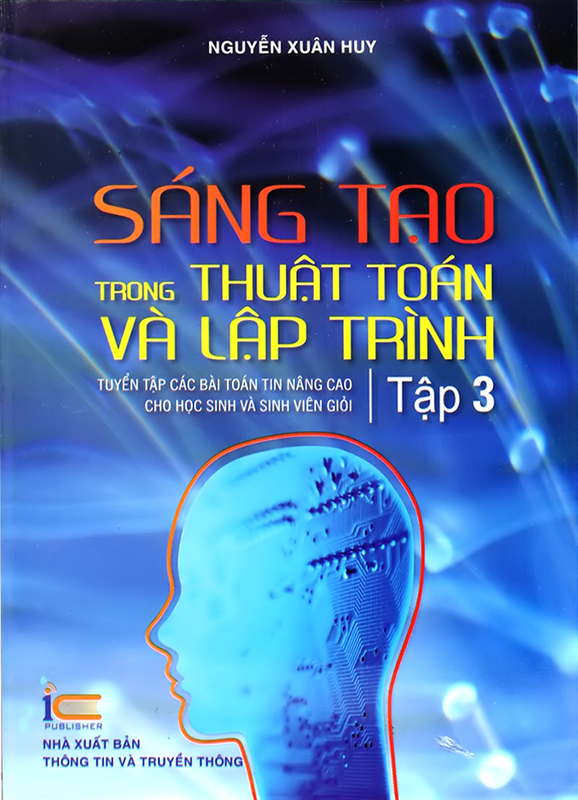 NGUYỄN XUÂN HUY
SÁNG TẠO
TRONG THUẬT TOÁN
VÀ LẬP TRÌNH
TUYỂN TẬP CÁC BÀI TOÁN TIN NÂNG CAO
CHO HỌC SINH VÀ SINH VIÊN GIỎI
Tập 3
iC
PUBLISHER
NHÀ XUẤT BẢN
THÔNG TIN VÀ TRUYỀN THÔNG